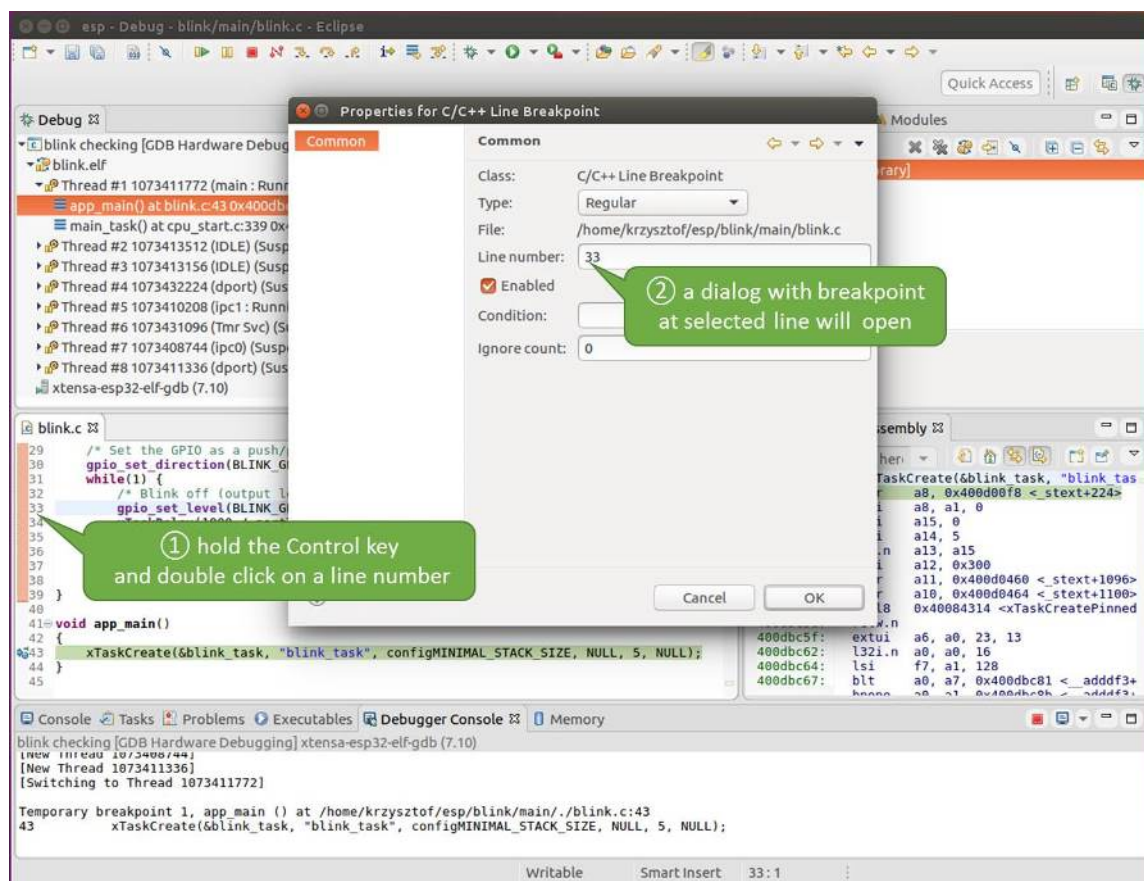 esp - Debug - blink/main/blink.c - Eclipse
Quick Access
Debug
blink checking [GDB Hardware Debug
blink.elf
Thread #1 1073411772 (main : Runn
app_main() at blink.c:43 0x400db
main_task() at cpu_start.c:339 0x4
Thread #2 1073413512 (IDLE) (Susp
Thread #3 1073413156 (IDLE) (Susp
Thread #4 1073432224 (dport) (Sus
Thread #5 1073410208 (ipc1 : Runni
Thread #6 1073431096 (Tmr Svc) (S
Thread #7 1073408744 (ipc0) (Susp
Thread #8 1073411336 (dport) (Sus
xtensa-esp32-elf-gdb (7.10)
Modules
rary]
Properties for C/C++ Line Breakpoint
Common
Common
Class: C/C++ Line Breakpoint
Type: Regular
File: /home/krzysztof/esp/blink/main/blink.c
Line number: 33
Enabled
Condition:
Ignore count: 0
② a dialog with breakpoint
at selected line will open
Cancel OK
blink.c
29 /* Set the GPIO as a push/
30 gpio_set_direction(BLINK_G
31 while(1) {
32 /* Blink off (output l
33 gpio_set_level(BLINK_G
34
35
36
37
38
39 }
40
41 void app_main()
42 {
43 xTaskCreate(&blink_task, "blink_task", configMINIMAL_STACK_SIZE, NULL, 5, NULL);
44 }
45
① hold the Control key
and double click on a line number
ssembly
her
TaskCreate(&blink_task, "blink_tas
a8, 0x400d00f8 <_stext+224>
a8, a1, 0
a15, 0
a14, 5
.n a13, a15
a12, 0x300
a11, 0x400d0460 <_stext+1096>
a10, 0x400d0464 <_stext+1100>
l8 0x40084314 <xTaskCreatePinned
400dbc5f: extui a6, a0, 23, 13
400dbc62: l32i.n a0, a0, 16
400dbc64: lsi f7, a1, 128
400dbc67: blt a0, a7, 0x400dbc81 <__adddf3+
Console Tasks Problems Executables Debugger Console Memory
blink checking [GDB Hardware Debugging] xtensa-esp32-elf-gdb (7.10)
[New Thread 1073408744]
[New Thread 1073411336]
[Switching to Thread 1073411772]
Temporary breakpoint 1, app_main () at /home/krzysztof/esp/blink/main/./blink.c:43
43 xTaskCreate(&blink_task, "blink_task", configMINIMAL_STACK_SIZE, NULL, 5, NULL);
Writable Smart Insert 33 : 1